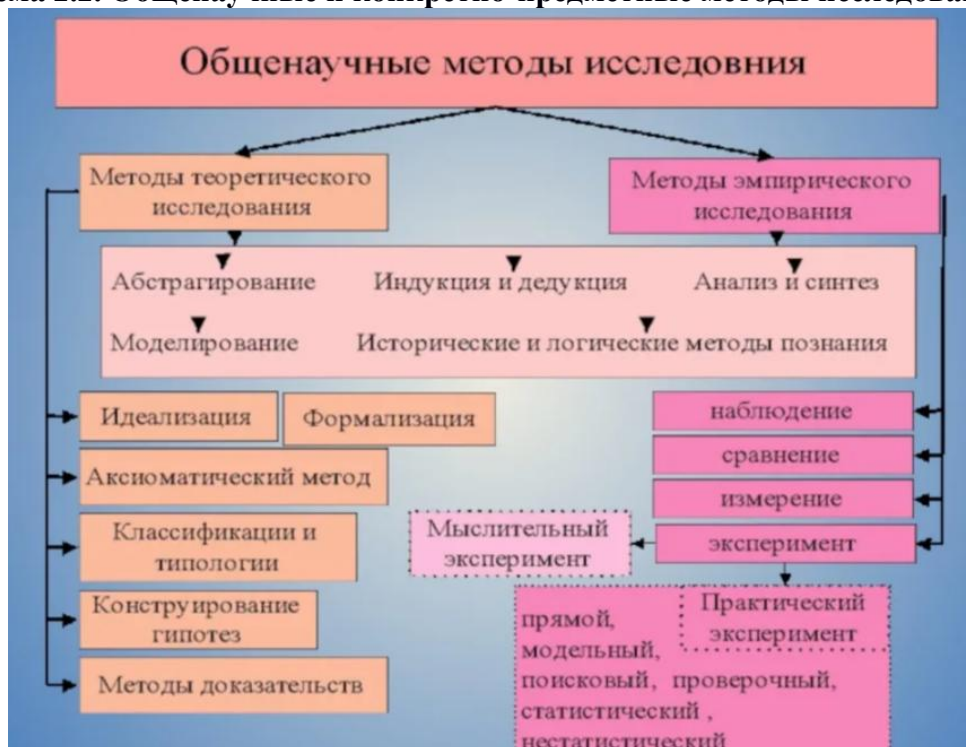 Общенаучные методы исследовния
Методы теоретического
исследования
Методы эмпирического
исследования
Абстрагирование
Индукция и дедукция
Анализ и синтез
Моделирование
Исторические и логические методы познания
Идеализация
Формализация
Аксиоматический метод
Классификации и
типологии
Конструирование
гипотез
Методы доказательств
наблюдение
сравнение
измерение
эксперимент
Мыслительный
эксперимент
Практический
эксперимент
прямой,
модельный,
поисковый, проверочный,
статистический ,
нестатистический